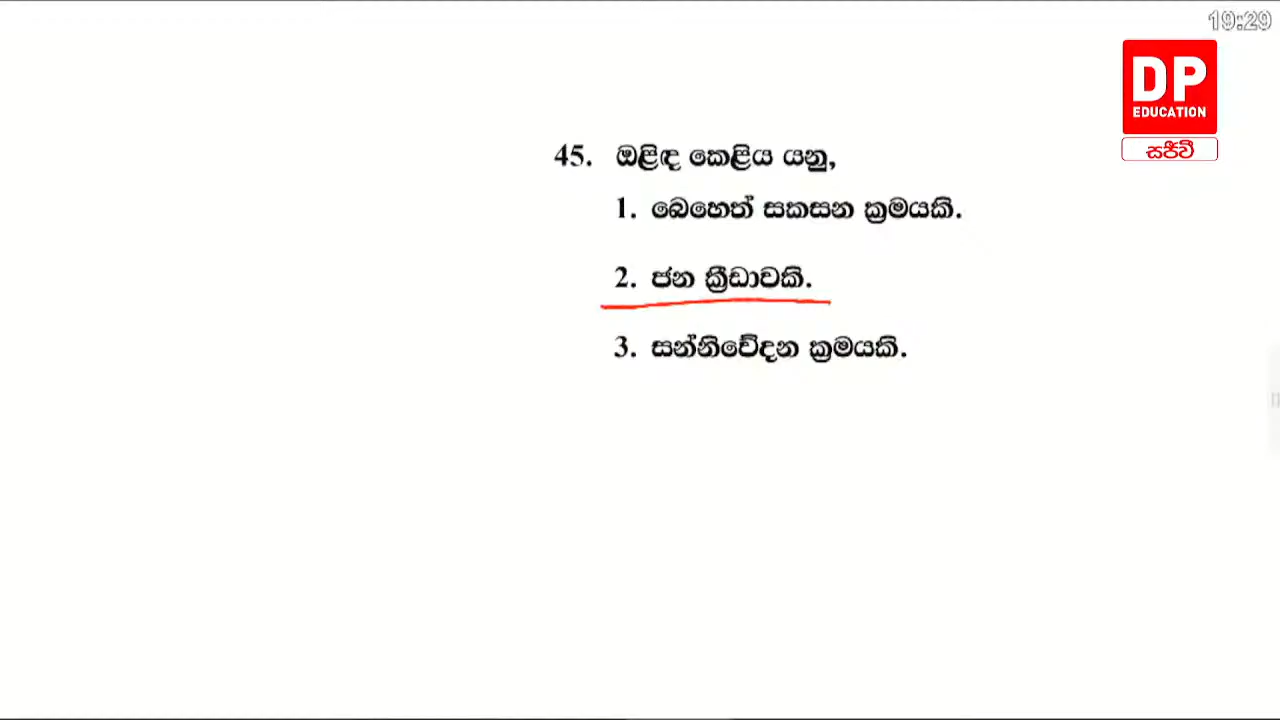 19:29
DP
EDUCATION
සජීවී
45. ඔළිඳ කෙළිය යනු,
1. බෙහෙත් සකසන ක්‍රමයකි.
2. ජන ක්‍රීඩාවකි.
3. සන්නිවේදන ක්‍රමයකි.